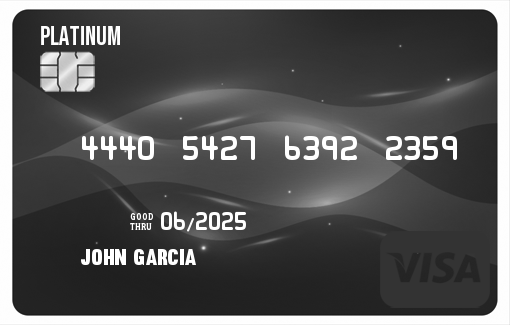 PLATINUM
4440 5427 6392 2359
GOOD THRU 06/2025
JOHN GARCIA
VISA